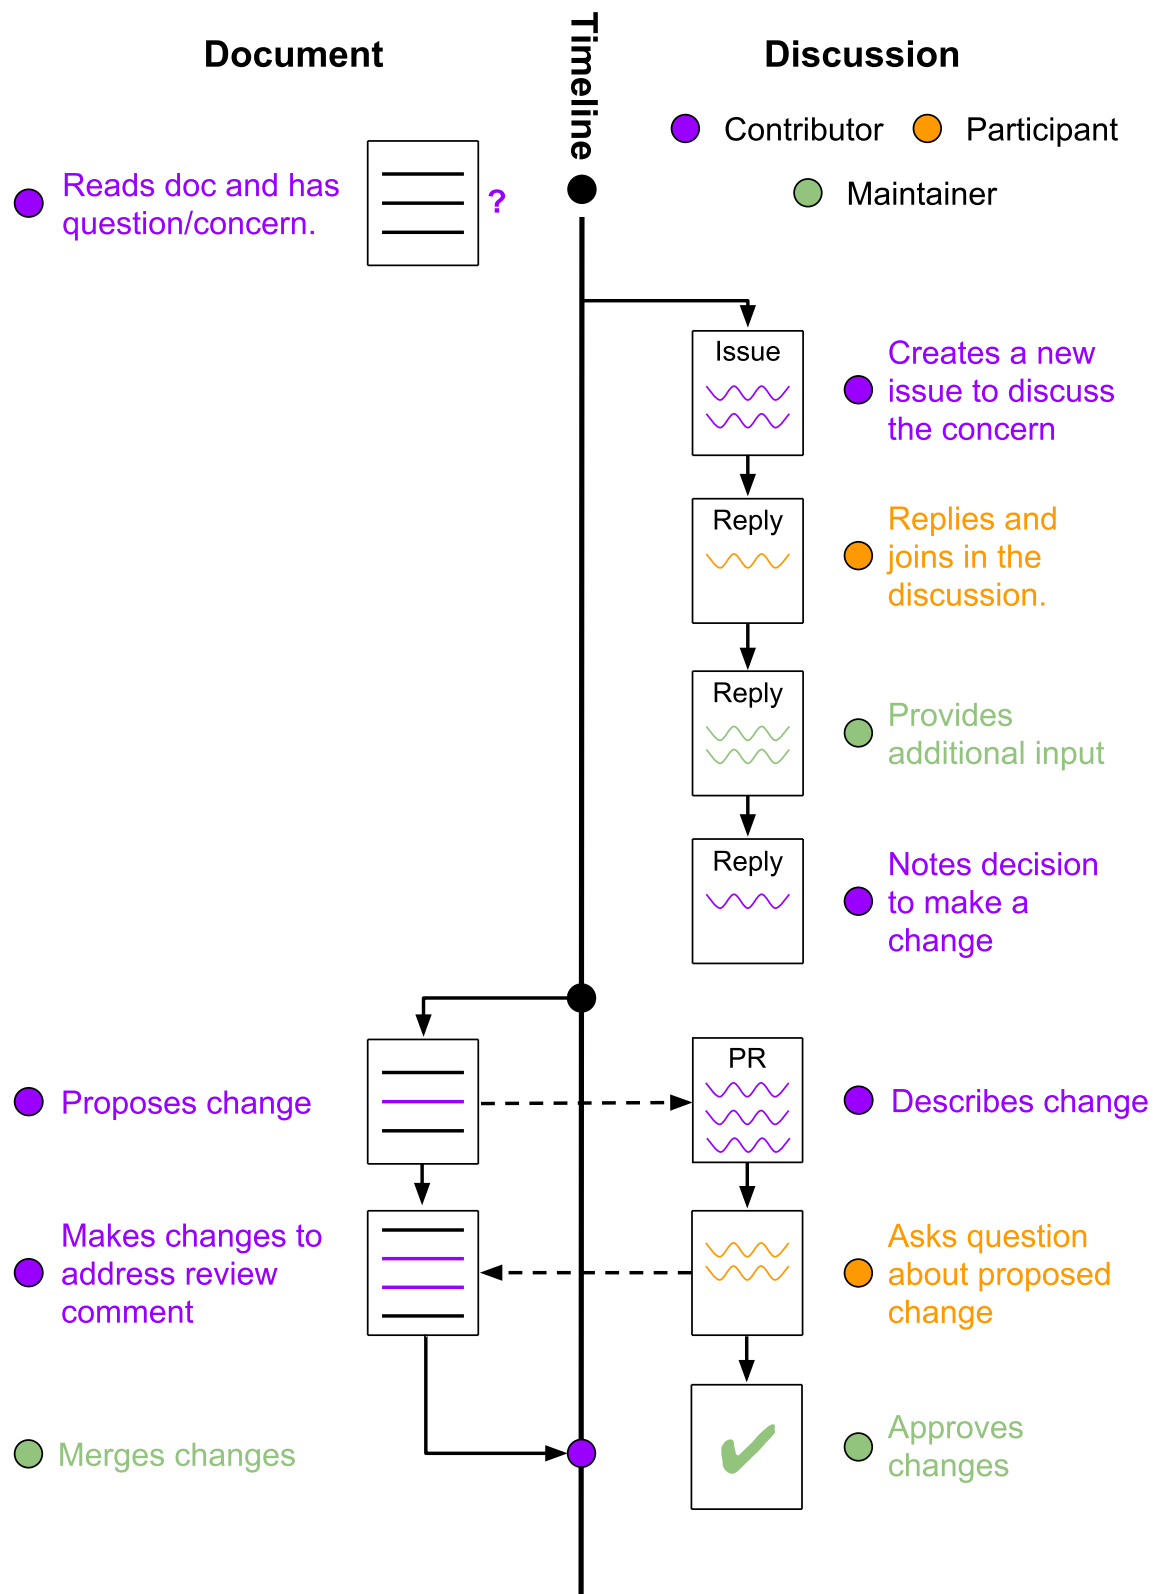 Document
Timeline
Discussion
Contributor
Participant
Maintainer
Reads doc and has
question/concern.
?
Issue
Creates a new
issue to discuss
the concern
Reply
Replies and
joins in the
discussion.
Reply
Provides
additional input
Reply
Notes decision
to make a
change
Proposes change
PR
Describes change
Makes changes to
address review
comment
Asks question
about proposed
change
Merges changes
Approves
changes